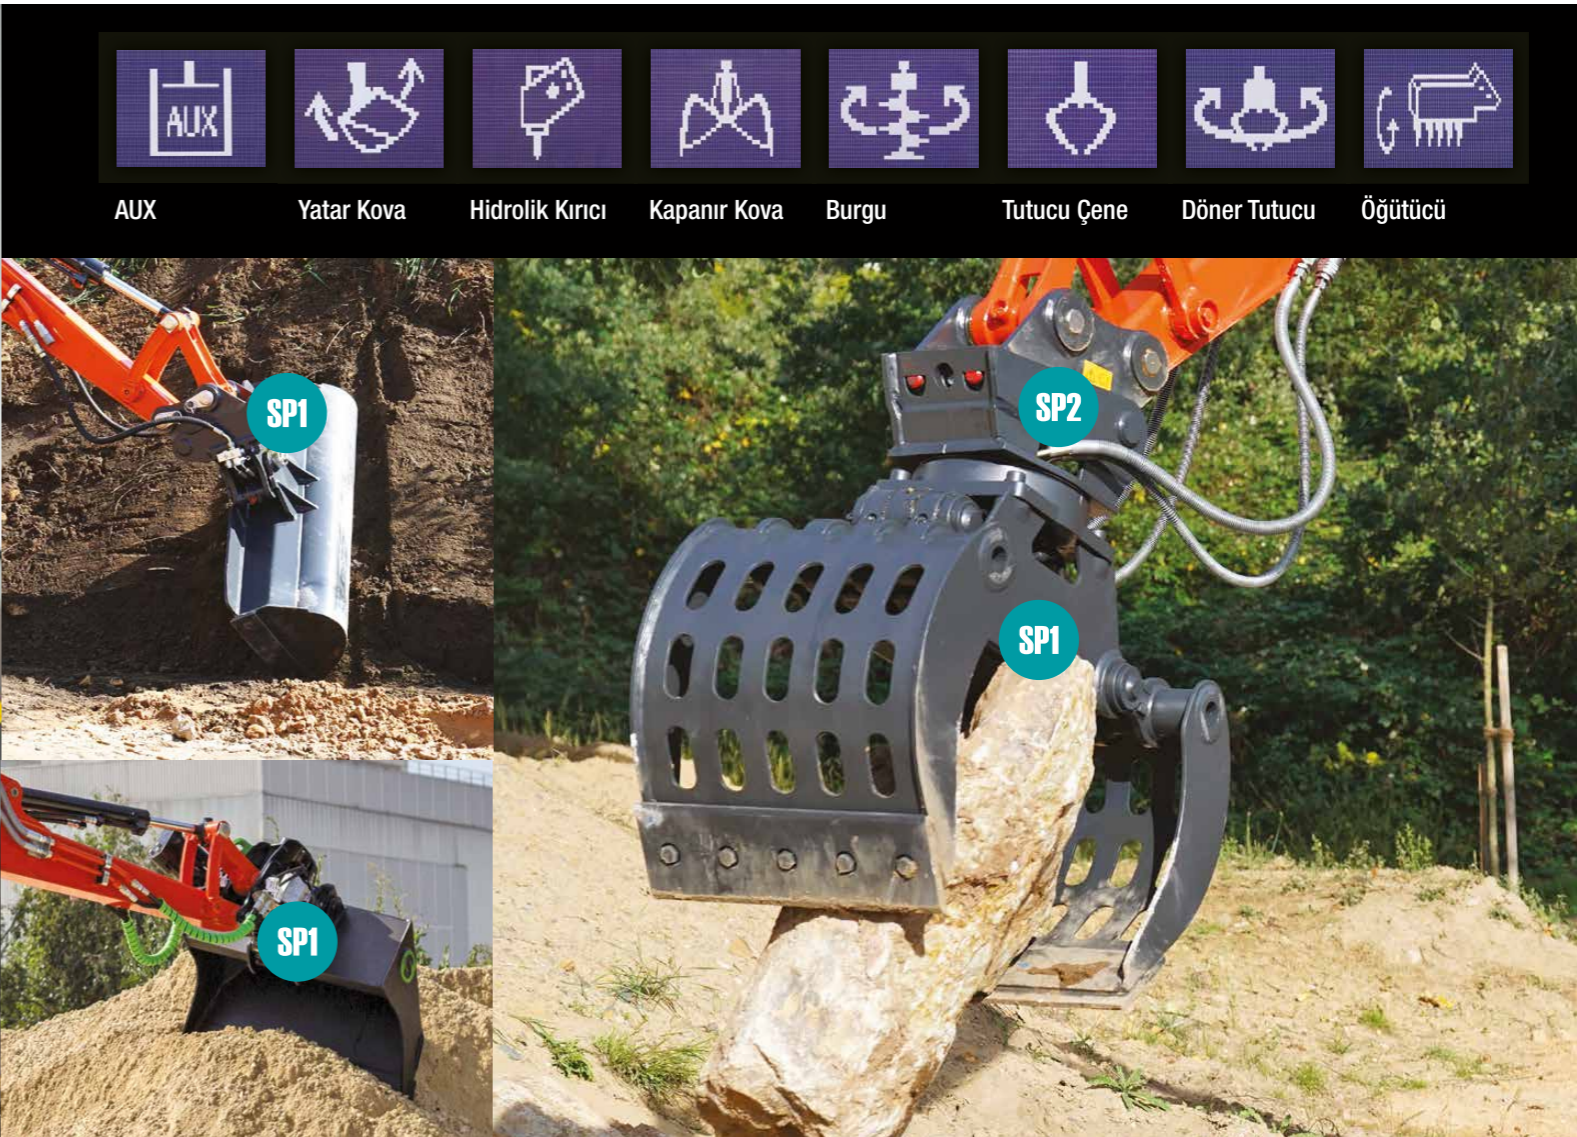 AUX
AUX Yatar Kova Hidrolik Kırıcı Kapanır Kova Burgu Tutucu Çene Döner Tutucu Öğütücü
SP1
SP2
SP1
SP1